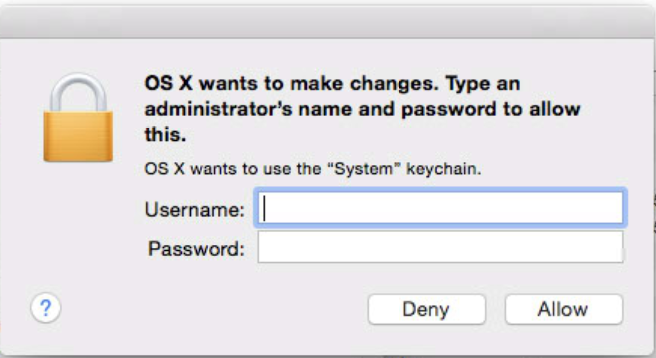 OS X wants to make changes. Type an
administrator's name and password to allow
this.
OS X wants to use the “System” keychain.
Username:
Password:
?
Deny
Allow